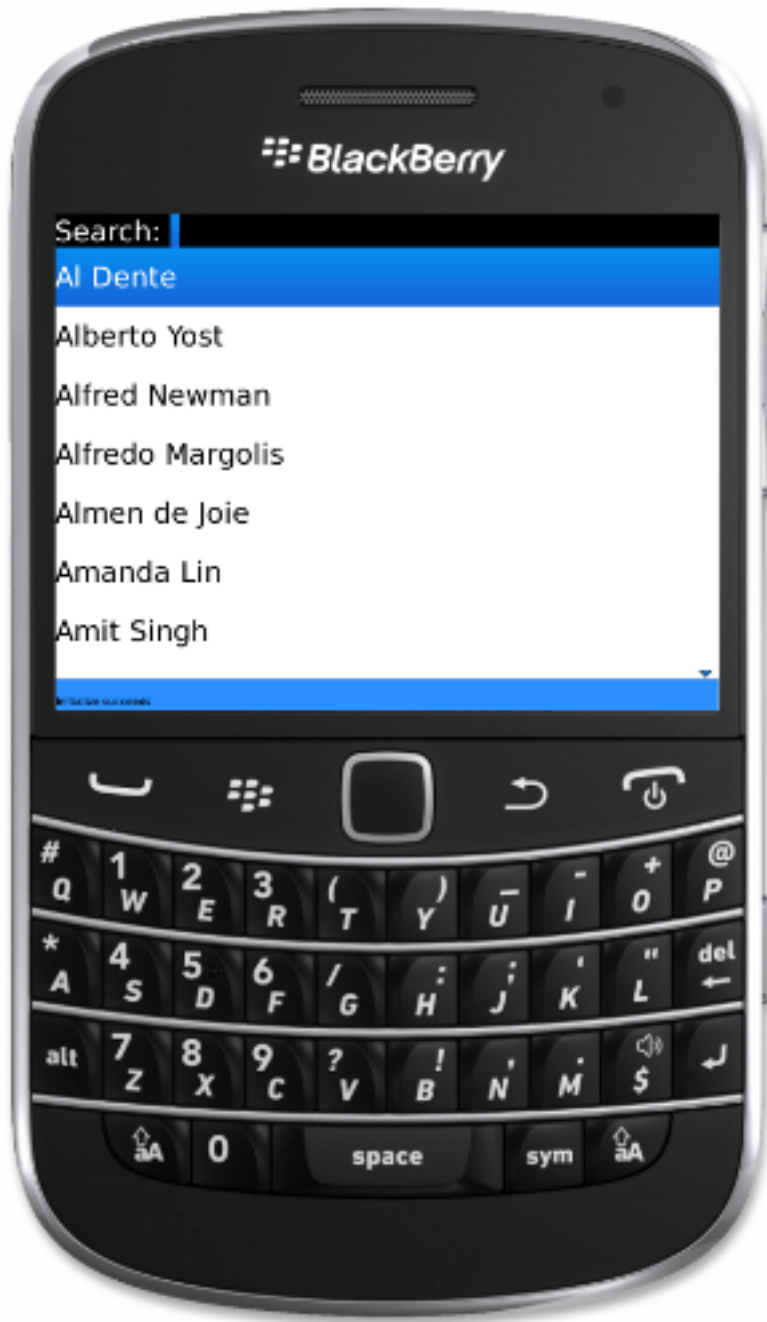 BlackBerry
Search:
Al Dente
Alberto Yost
Alfred Newman
Alfredo Margolis
Almen de Joie
Amanda Lin
Amit Singh
# 1 2 3 ( ) _ - + @
Q W E R T Y U I O P
* 4 5 6 / : ; ' " del
A S D F G H J K L
alt 7 8 9 ? ! , .
Z X C V B N M $
aA 0 space sym aA